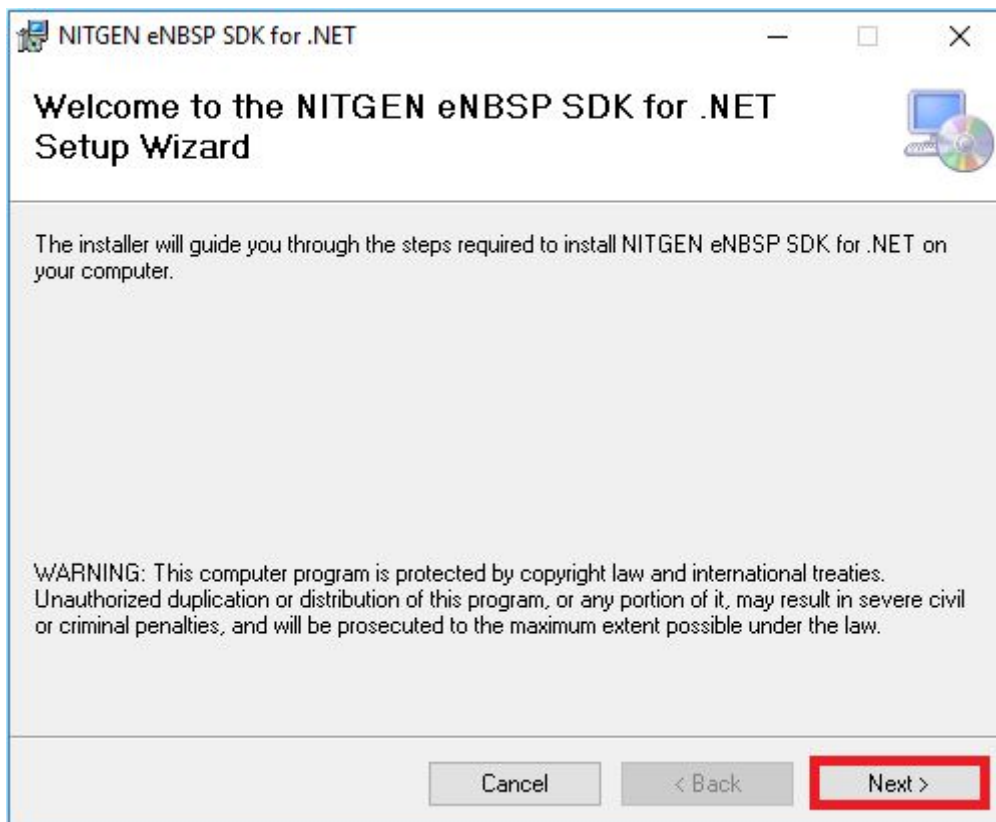 NITGEN eNBSP SDK for .NET
Welcome to the NITGEN eNBSP SDK for .NET
Setup Wizard
The installer will guide you through the steps required to install NITGEN eNBSP SDK for .NET on
your computer.
WARNING: This computer program is protected by copyright law and international treaties.
Unauthorized duplication or distribution of this program, or any portion of it, may result in severe civil
or criminal penalties, and will be prosecuted to the maximum extent possible under the law.
Cancel < Back Next >